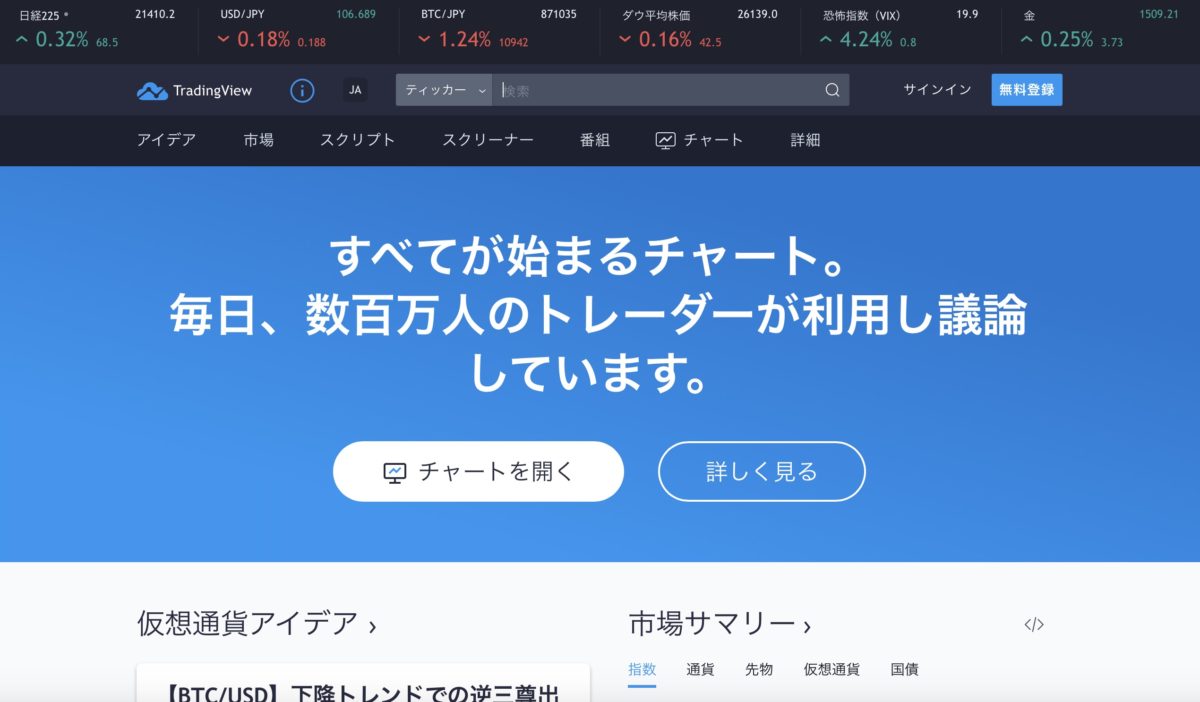 日経225 21410.2
0.32% 68.5
USD/JPY 106.689
0.18% 0.188
BTC/JPY 871035
1.24% 10942
ダウ平均株価 26139.0
0.16% 42.5
恐怖指数（VIX） 19.9
4.24% 0.8
金 1509.21
0.25% 3.73
TradingView JA ティッカー 検索 サインイン 無料登録
アイデア 市場 スクリプト スクリーナー 番組 チャート 詳細
すべてが始まるチャート。
毎日、数百万人のトレーダーが利用し議論
しています。
チャートを開く 詳しく見る
仮想通貨アイデア ›
【BTC/USD】下降トレンドでの逆三尊出
市場サマリー › </>
指数 通貨 先物 仮想通貨 国債